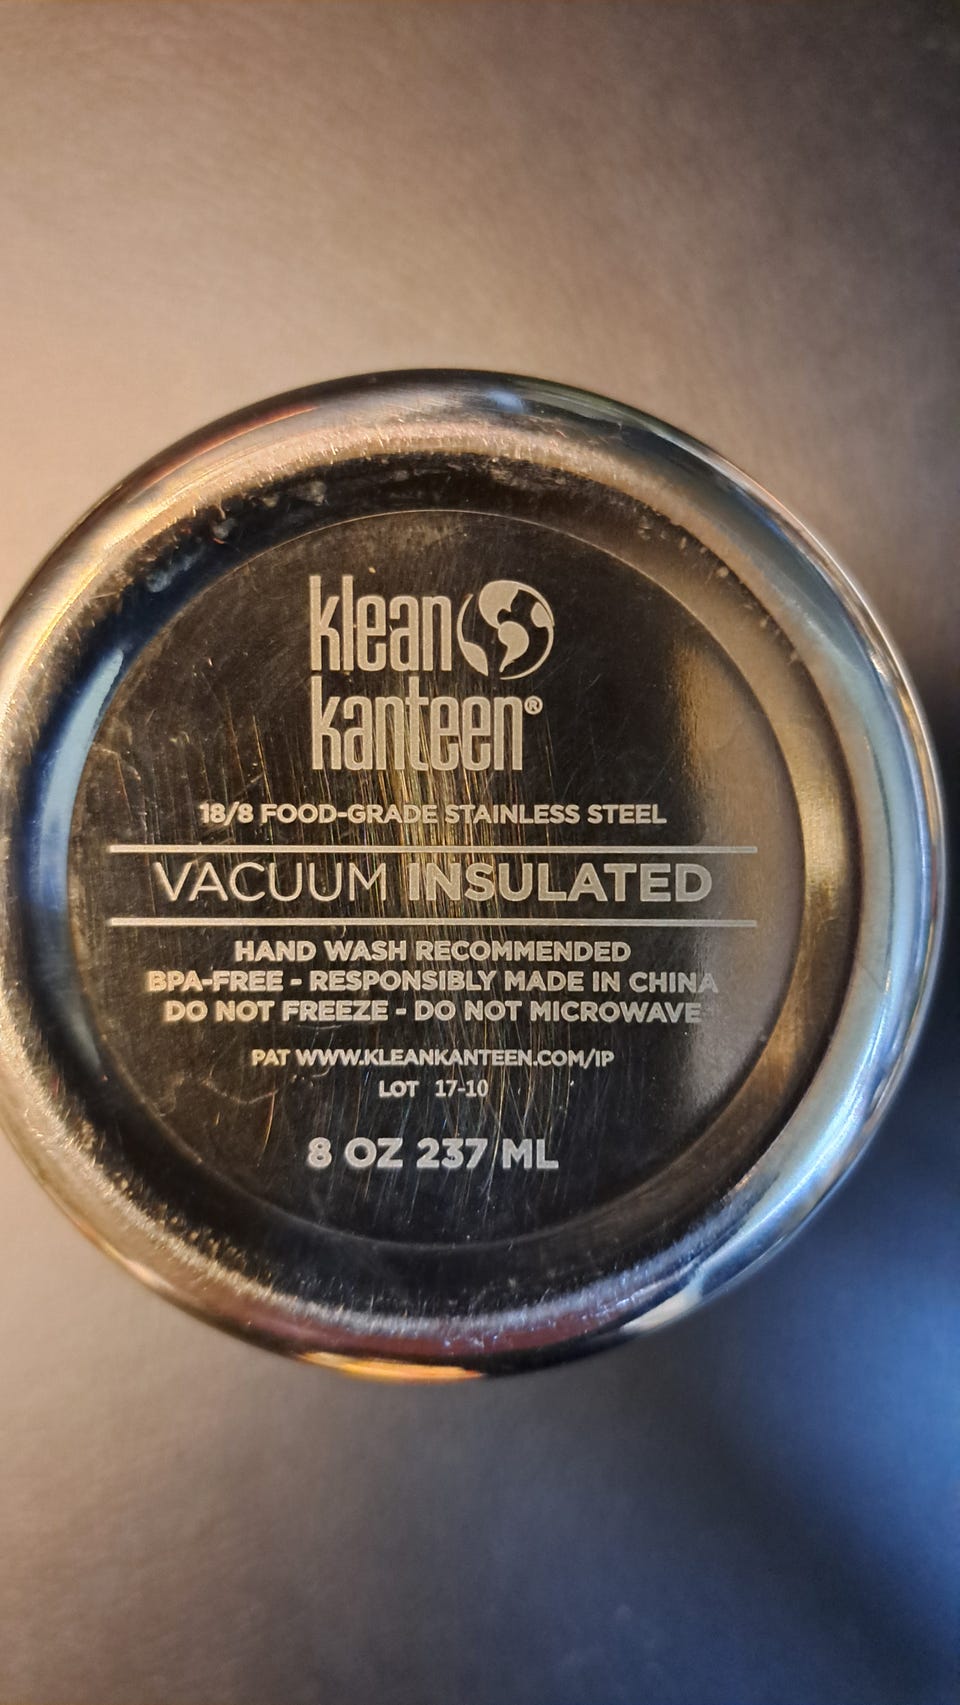 klean
kanteen®
18/8 FOOD-GRADE STAINLESS STEEL
VACUUM INSULATED
HAND WASH RECOMMENDED
BPA-FREE - RESPONSIBLY MADE IN CHINA
DO NOT FREEZE - DO NOT MICROWAVE
PAT WWW.KLEANKANTEEN.COM/IP
LOT 17-10
8 OZ 237 ML